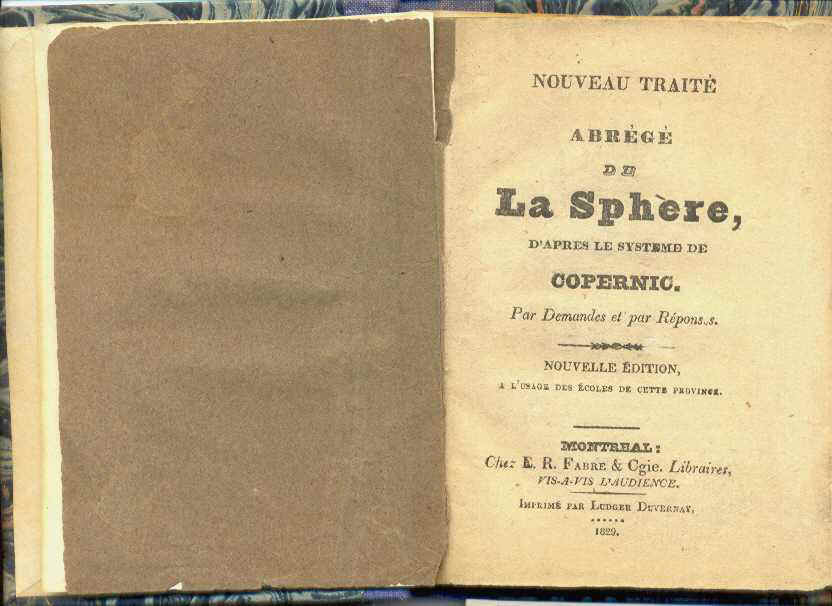 NOUVEAU TRAITÉ
ABRÉGÉ
DE
La Sphère,
D'APRES LE SYSTEME DE
COPERNIC.
Par Demandes et par Répons.s.
NOUVELLE ÉDITION,
A L'USAGE DES ÉCOLES DE CETTE PROVINCE.
MONTREAL:
Chez E. R. FABRE & Cgie. Libraires,
VIS-A-VIS L'AUDIENCE.
IMPRIMÉ PAR LUDGER DUVERNAY,
1829.